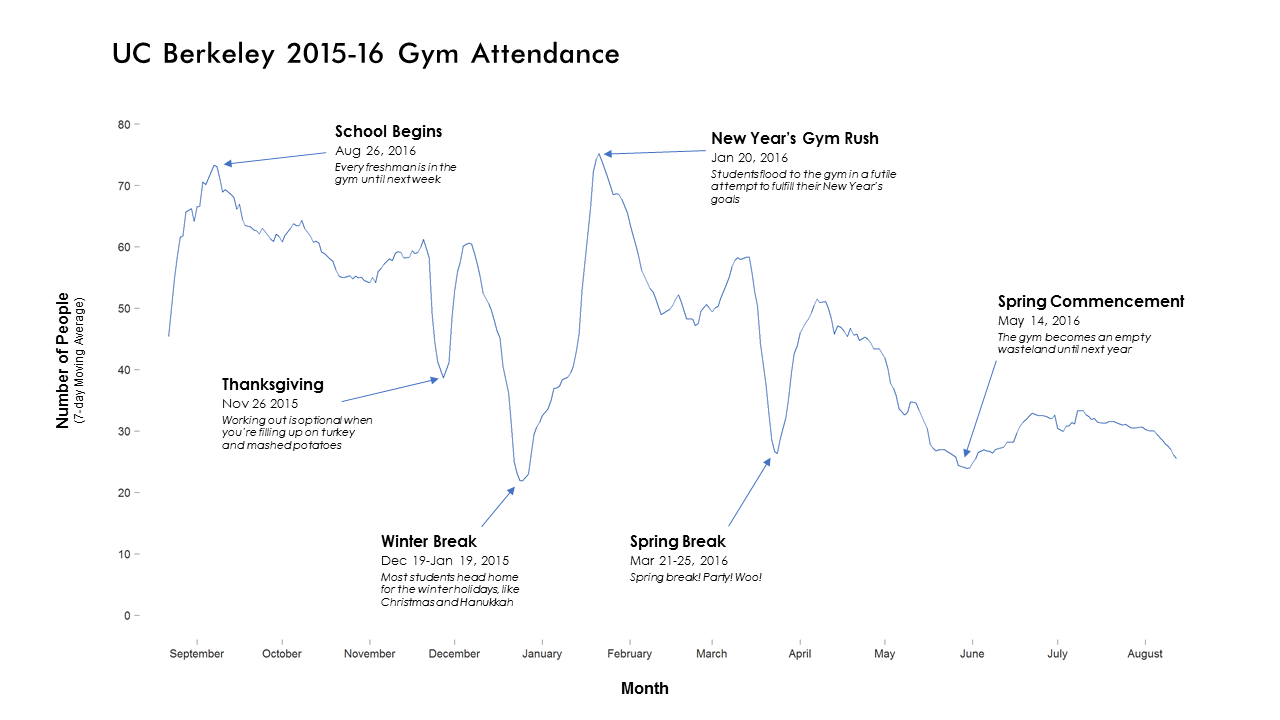 UC Berkeley 2015-16 Gym Attendance
80
70
60
50
40
30
20
10
0
Number of People
(7-day Moving Average)
School Begins
Aug 26, 2016
Every freshman is in the
gym until next week
New Year's Gym Rush
Jan 20, 2016
Students flood to the gym in a futile
attempt to fulfill their New Year's
goals
Spring Commencement
May 14, 2016
The gym becomes an empty
wasteland until next year
Thanksgiving
Nov 26 2015
Working out is optional when
you're filling up on turkey
and mashed potatoes
Winter Break
Dec 19-Jan 19, 2015
Most students head home
for the winter holidays, like
Christmas and Hanukkah
Spring Break
Mar 21-25, 2016
Spring break! Party! Woo!
September
October
November
December
January
February
March
April
May
June
July
August
Month